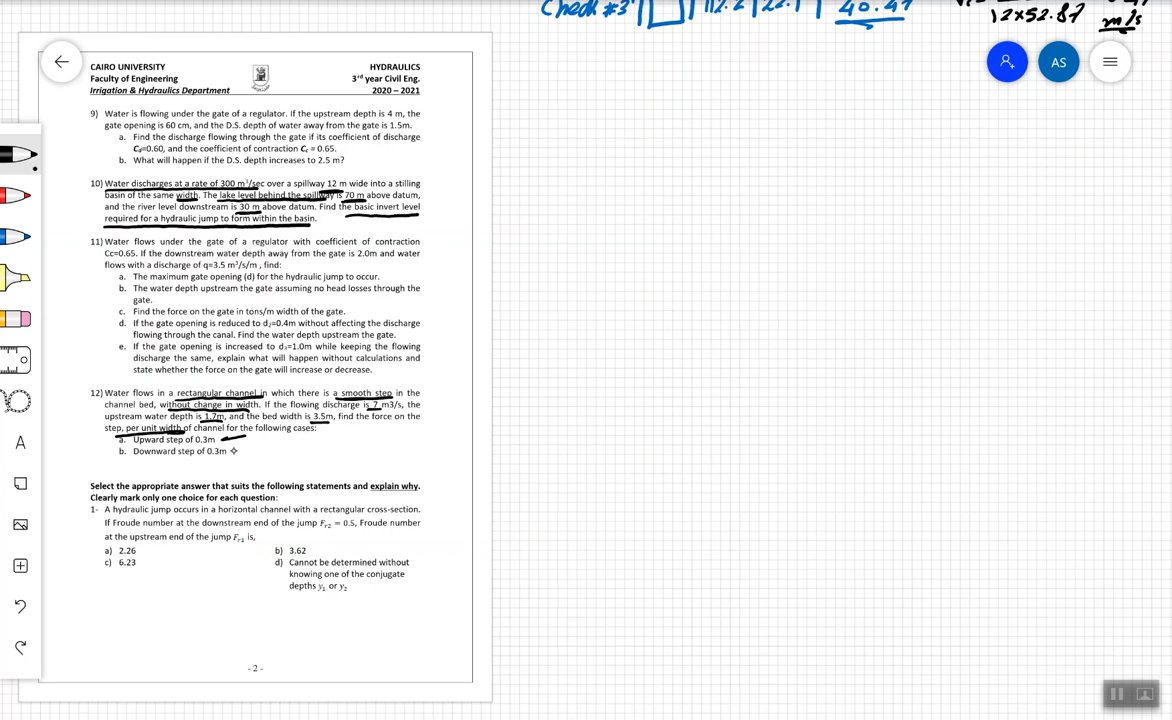 Check #3 112.2 22.1 40.47
12x52.87 m/s
AS
CAIRO UNIVERSITY HYDRAULICS
Faculty of Engineering 3rd year Civil Eng.
Irrigation & Hydraulics Department 2020 – 2021
9) Water is flowing under the gate of a regulator. If the upstream depth is 4 m, the
gate opening is 60 cm, and the D.S. depth of water away from the gate is 1.5m.
a. Find the discharge flowing through the gate if its coefficient of discharge
Cd=0.60, and the coefficient of contraction Cc = 0.65.
b. What will happen if the D.S. depth increases to 2.5 m?
10) Water discharges at a rate of 300 m³/sec over a spillway 12 m wide into a stilling
basin of the same width. The lake level behind the spillway is 70 m above datum,
and the river level downstream is 30 m above datum. Find the basic invert level
required for a hydraulic jump to form within the basin.
11) Water flows under the gate of a regulator with coefficient of contraction
Cc=0.65. If the downstream water depth away from the gate is 2.0m and water
flows with a discharge of q=3.5 m³/s/m , find:
a. The maximum gate opening (d) for the hydraulic jump to occur.
b. The water depth upstream the gate assuming no head losses through the
gate.
c. Find the force on the gate in tons/m width of the gate.
d. If the gate opening is reduced to d₂=0.4m without affecting the discharge
flowing through the canal. Find the water depth upstream the gate.
e. If the gate opening is increased to d₃=1.0m while keeping the flowing
discharge the same, explain what will happen without calculations and
state whether the force on the gate will increase or decrease.
12) Water flows in a rectangular channel in which there is a smooth step in the
channel bed, without change in width. If the flowing discharge is 7 m3/s, the
upstream water depth is 1.7m, and the bed width is 3.5m, find the force on the
step, per unit width of channel for the following cases:
a. Upward step of 0.3m
b. Downward step of 0.3m
Select the appropriate answer that suits the following statements and explain why.
Clearly mark only one choice for each question:
1- A hydraulic jump occurs in a horizontal channel with a rectangular cross-section.
If Froude number at the downstream end of the jump Fr2 = 0.5, Froude number
at the upstream end of the jump Fr1 is,
a) 2.26 b) 3.62
c) 6.23 d) Cannot be determined without
knowing one of the conjugate
depths y₁ or y₂
A
- 2 -